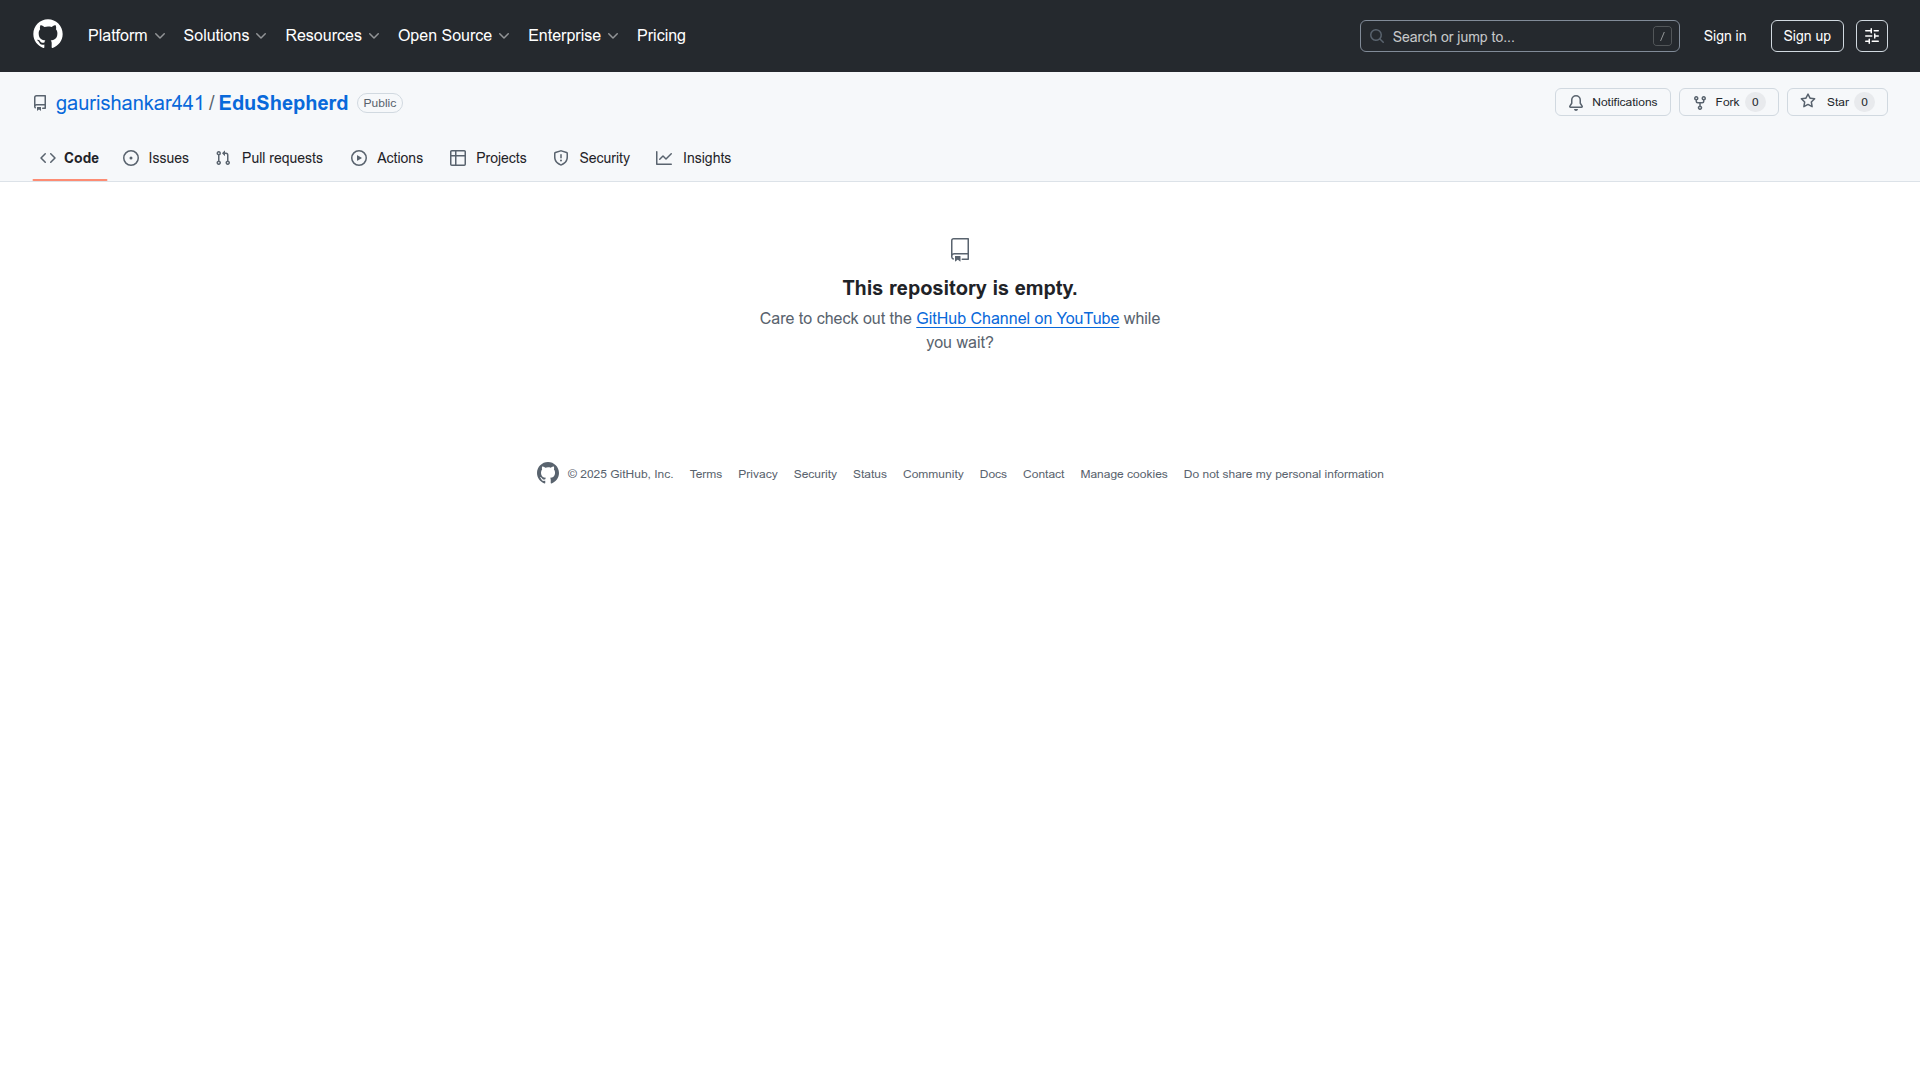 Platform Solutions Resources Open Source Enterprise Pricing Search or jump to... / Sign in Sign up
gaurishankar441 / EduShepherd Public Notifications Fork 0 Star 0
Code Issues Pull requests Actions Projects Security Insights
This repository is empty.
Care to check out the GitHub Channel on YouTube while
you wait?
© 2025 GitHub, Inc. Terms Privacy Security Status Community Docs Contact Manage cookies Do not share my personal information